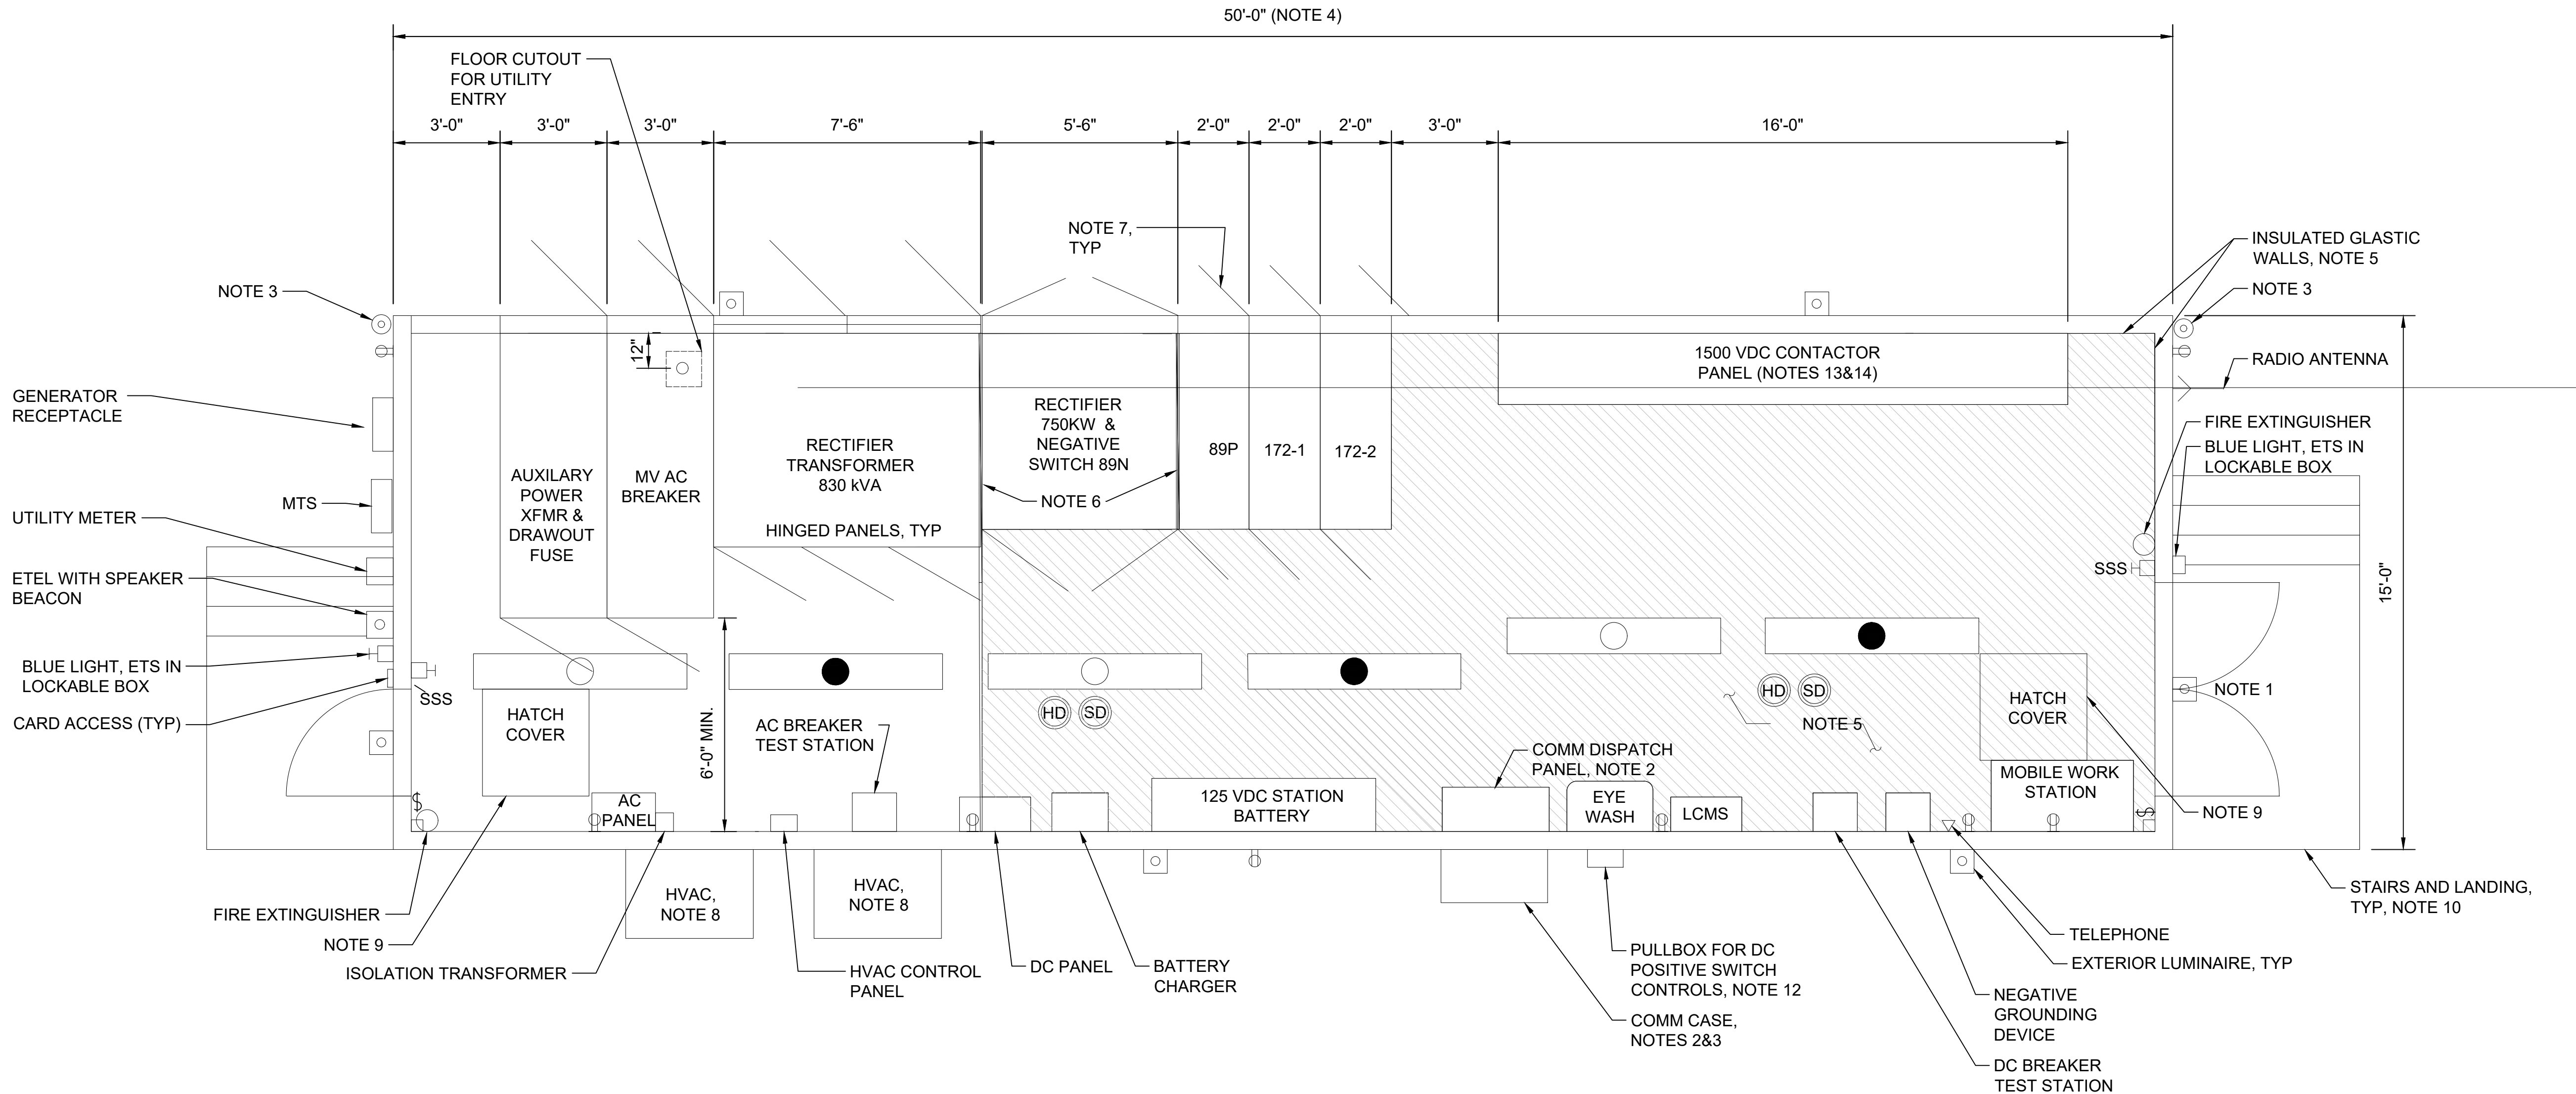 50'-0" (NOTE 4)
FLOOR CUTOUT
FOR UTILITY
ENTRY
3'-0"
3'-0"
3'-0"
7'-6"
5'-6"
2'-0"
2'-0"
2'-0"
3'-0"
16'-0"
NOTE 7,
TYP
INSULATED GLASTIC
WALLS, NOTE 5
NOTE 3
NOTE 3
12"
1500 VDC CONTACTOR
PANEL (NOTES 13&14)
RADIO ANTENNA
GENERATOR
RECEPTACLE
RECTIFIER
750KW &
NEGATIVE
SWITCH 89N
FIRE EXTINGUISHER
BLUE LIGHT, ETS IN
LOCKABLE BOX
RECTIFIER
TRANSFORMER
830 kVA
89P
172-1
172-2
AUXILARY
POWER
XFMR &
DRAWOUT
FUSE
MV AC
BREAKER
MTS
NOTE 6
UTILITY METER
HINGED PANELS, TYP
ETEL WITH SPEAKER
BEACON
SSS
15'-0"
BLUE LIGHT, ETS IN
LOCKABLE BOX
SSS
CARD ACCESS (TYP)
HATCH
COVER
6'-0" MIN.
AC BREAKER
TEST STATION
HD
SD
HD
SD
NOTE 5
HATCH
COVER
NOTE 1
COMM DISPATCH
PANEL, NOTE 2
$
AC
PANEL
125 VDC STATION
BATTERY
EYE
WASH
LCMS
MOBILE WORK
STATION
$
NOTE 9
HVAC,
NOTE 8
HVAC,
NOTE 8
FIRE EXTINGUISHER
NOTE 9
ISOLATION TRANSFORMER
HVAC CONTROL
PANEL
DC PANEL
BATTERY
CHARGER
PULLBOX FOR DC
POSITIVE SWITCH
CONTROLS, NOTE 12
COMM CASE,
NOTES 2&3
STAIRS AND LANDING,
TYP, NOTE 10
TELEPHONE
EXTERIOR LUMINAIRE, TYP
NEGATIVE
GROUNDING
DEVICE
DC BREAKER
TEST STATION